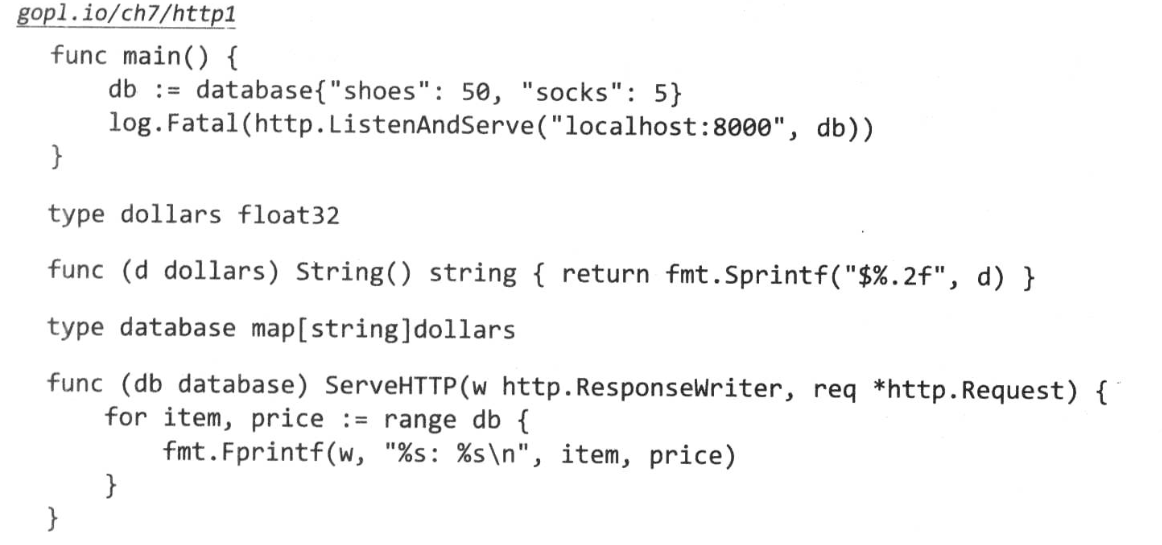 gopl.io/ch7/http1
func main() {
    db := database{"shoes": 50, "socks": 5}
    log.Fatal(http.ListenAndServe("localhost:8000", db))
}
type dollars float32
func (d dollars) String() string { return fmt.Sprintf("$%.2f", d) }
type database map[string]dollars
func (db database) ServeHTTP(w http.ResponseWriter, req *http.Request) {
    for item, price := range db {
        fmt.Fprintf(w, "%s: %s\n", item, price)
    }
}